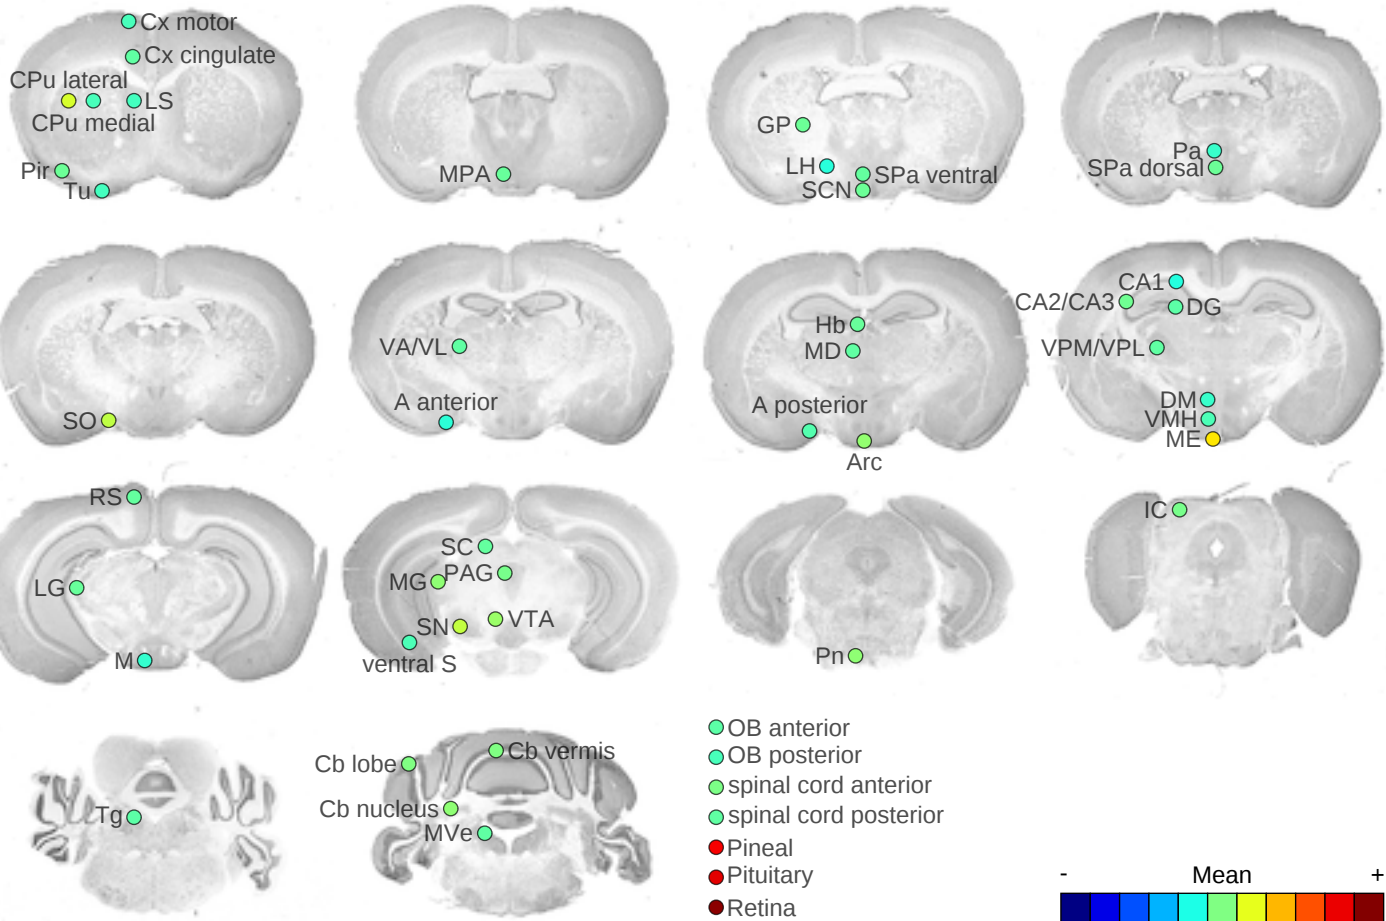 Cx motor
Cx cingulate
CPu lateral
LS
CPu medial
Pir
Tu
MPA
GP
LH
SPa ventral
SCN
Pa
SPa dorsal
SO
VA/VL
A anterior
Hb
MD
A posterior
Arc
CA1
CA2/CA3
DG
VPM/VPL
DM
VMH
ME
RS
LG
M
SC
PAG
MG
VTA
SN
ventral S
Pn
IC
Tg
Cb vermis
Cb lobe
Cb nucleus
MVe
OB anterior
OB posterior
spinal cord anterior
spinal cord posterior
Pineal
Pituitary
Retina
- Mean +